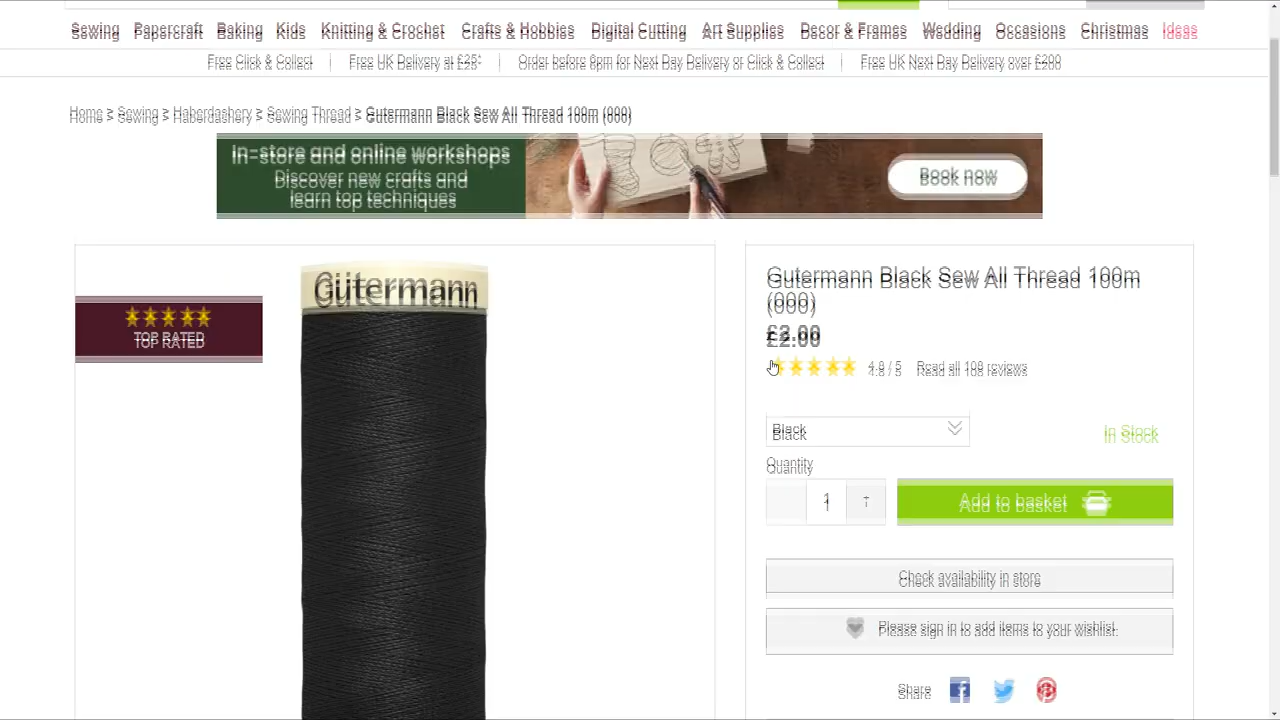 Sewing Papercraft Baking Kids Knitting & Crochet Crafts & Hobbies Digital Cutting Art Supplies Decor & Frames Wedding Occasions Christmas Ideas
Free Click & Collect Free UK Delivery at £25* Order before 8pm for Next Day Delivery or Click & Collect Free UK Next Day Delivery over £200
Home > Sewing > Haberdashery > Sewing Thread > Gutermann Black Sew All Thread 100m (000)
In-store and online workshops
Discover new crafts and
learn top techniques
Book now
Gütermann
TOP RATED
Gutermann Black Sew All Thread 100m
(000)
£2.00
4.9 / 5 Read all 108 reviews
Black
In Stock
Quantity
1 +
Add to basket
Check availability in store
Please sign in to add items to your wishlist.
Share